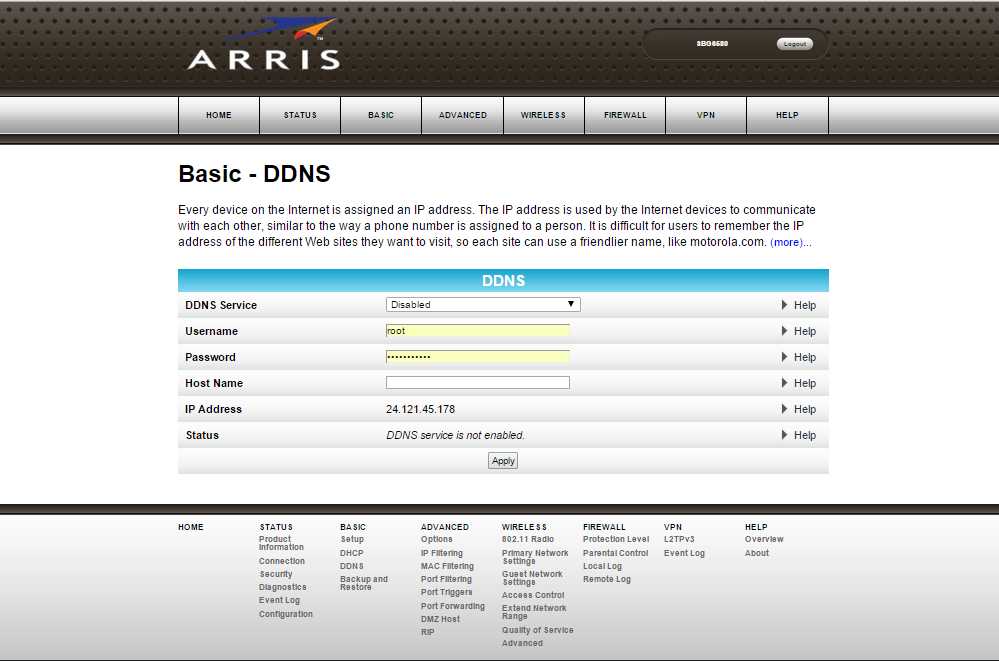 ARRIS
TM
SBG6580
Logout
HOME STATUS BASIC ADVANCED WIRELESS FIREWALL VPN HELP
Basic - DDNS
Every device on the Internet is assigned an IP address. The IP address is used by the Internet devices to communicate
with each other, similar to the way a phone number is assigned to a person. It is difficult for users to remember the IP
address of the different Web sites they want to visit, so each site can use a friendlier name, like motorola.com. (more)...
DDNS
DDNS Service Disabled Help
Username root Help
Password ••••••••••• Help
Host Name Help
IP Address 24.121.45.178 Help
Status DDNS service is not enabled. Help
Apply
HOME
STATUS
Product
Information
Connection
Security
Diagnostics
Event Log
Configuration
BASIC
Setup
DHCP
DDNS
Backup and
Restore
ADVANCED
Options
IP Filtering
MAC Filtering
Port Filtering
Port Triggers
Port Forwarding
DMZ Host
RIP
WIRELESS
802.11 Radio
Primary Network
Settings
Guest Network
Settings
Access Control
Extend Network
Range
Quality of Service
Advanced
FIREWALL
Protection Level
Parental Control
Local Log
Remote Log
VPN
L2TPv3
Event Log
HELP
Overview
About